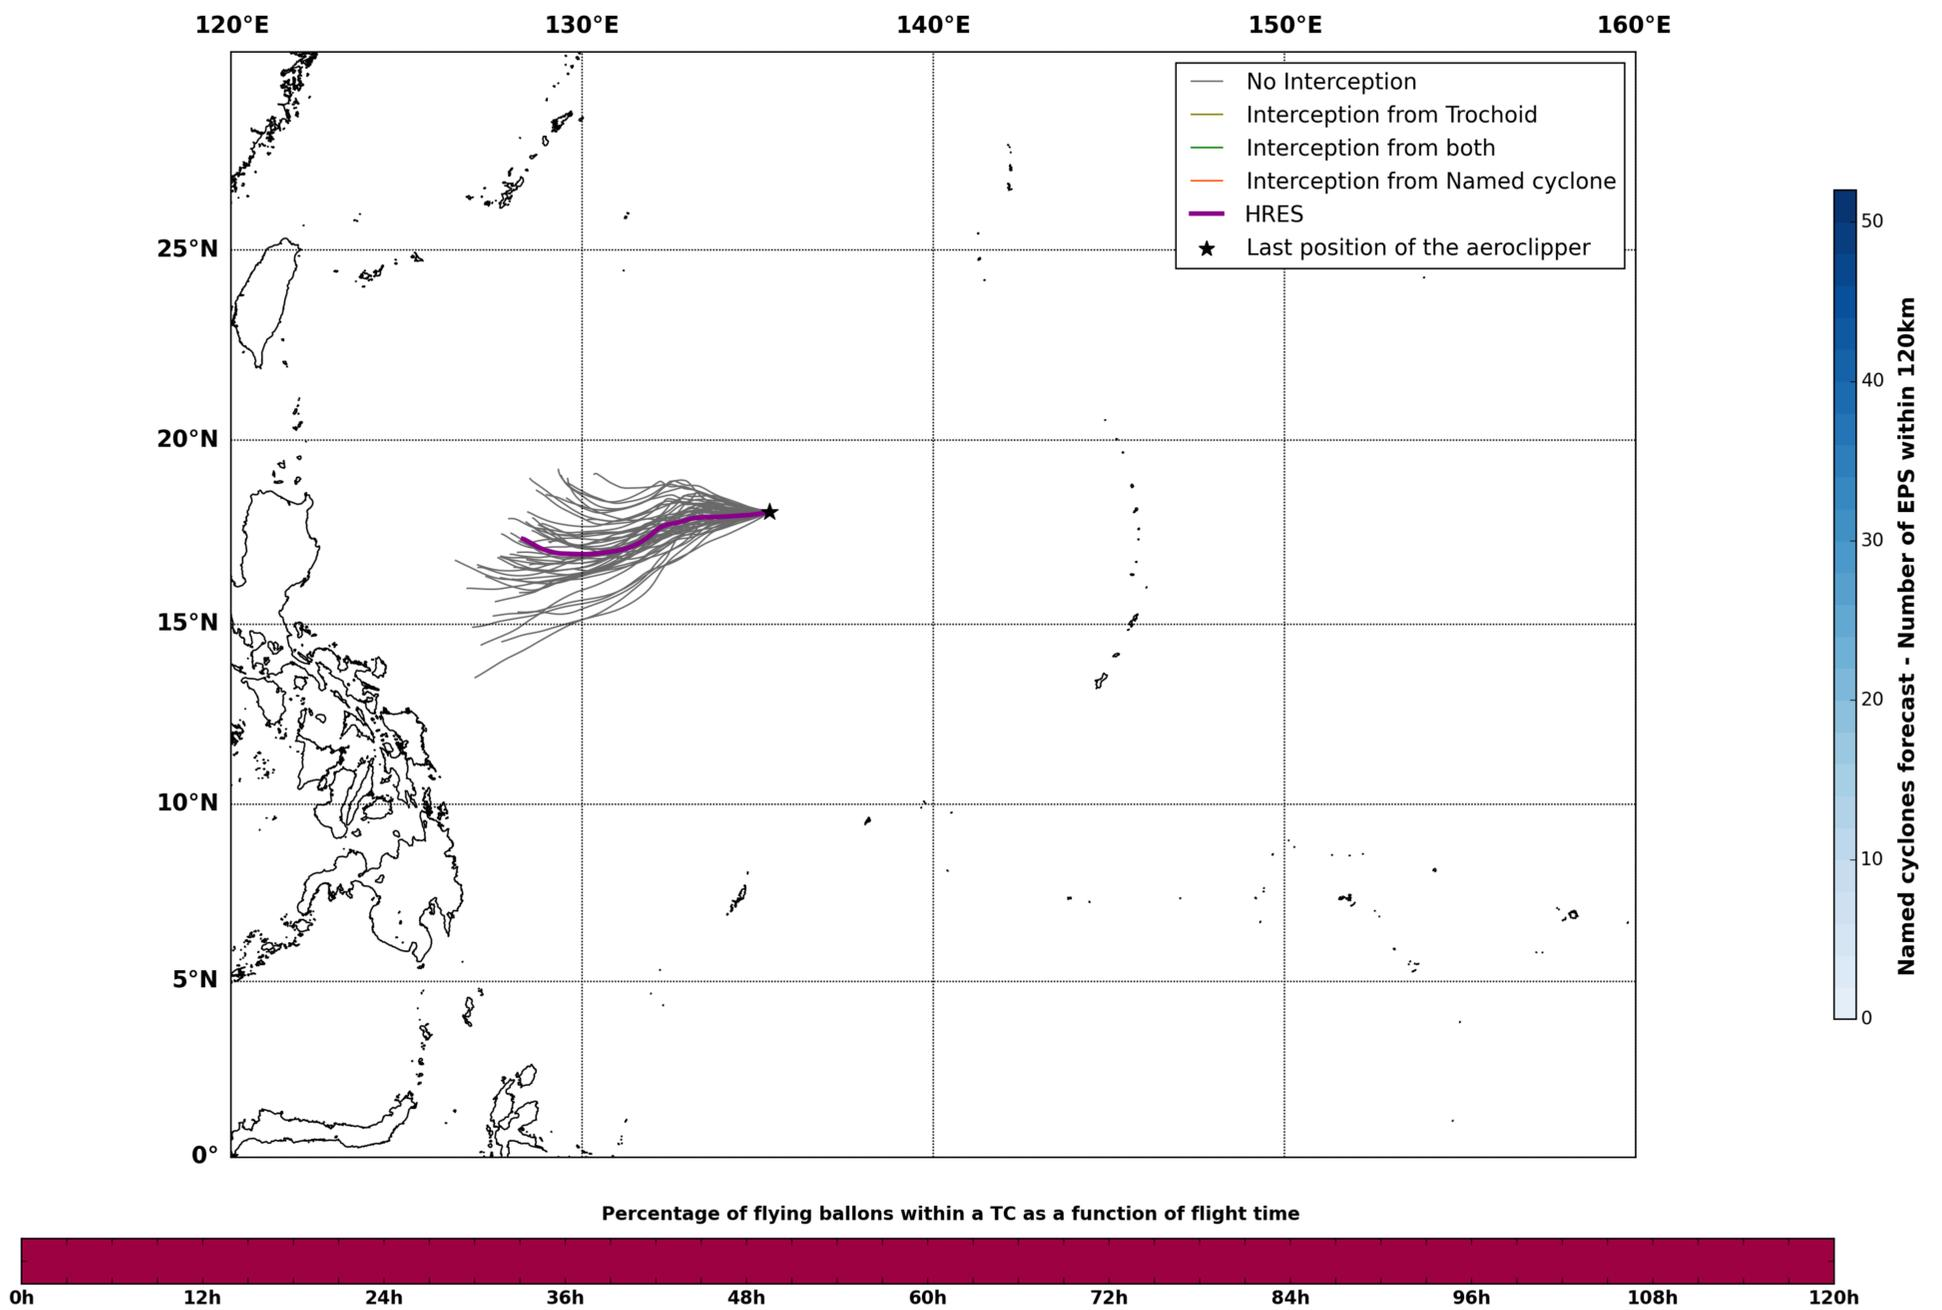 120°E 130°E 140°E 150°E 160°E
No Interception
Interception from Trochoid
Interception from both
Interception from Named cyclone
HRES
Last position of the aeroclipper
25°N
20°N
15°N
10°N
5°N
0°
50
40
30
20
10
0
Named cyclones forecast - Number of EPS within 120km
Percentage of flying ballons within a TC as a function of flight time
0h 12h 24h 36h 48h 60h 72h 84h 96h 108h 120h